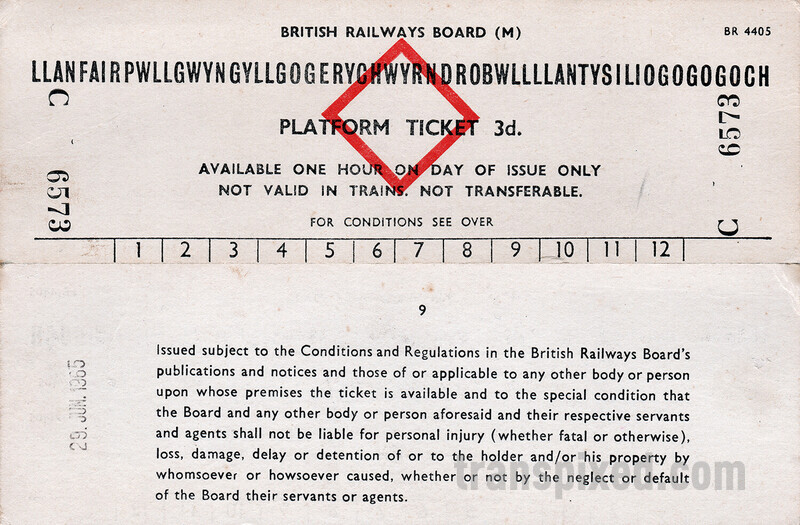 BRITISH RAILWAYS BOARD (M)
BR 4405
LLANFAIRPWLLGWYNGYLLGOGERYCHWYRNDROBWLLLLANTYSILIOGOGOGOCH
C 6573
C 6573
PLATFORM TICKET 3d.
AVAILABLE ONE HOUR ON DAY OF ISSUE ONLY
NOT VALID IN TRAINS. NOT TRANSFERABLE.
FOR CONDITIONS SEE OVER
1 2 3 4 5 6 7 8 9 10 11 12
9
29. JUN. 1965
Issued subject to the Conditions and Regulations in the British Railways Board's
publications and notices and those of or applicable to any other body or person
upon whose premises the ticket is available and to the special condition that
the Board and any other body or person aforesaid and their respective servants
and agents shall not be liable for personal injury (whether fatal or otherwise),
loss, damage, delay or detention of or to the holder and/or his property by
whomsoever or howsoever caused, whether or not by the neglect or default
of the Board their servants or agents.
transpixed.com